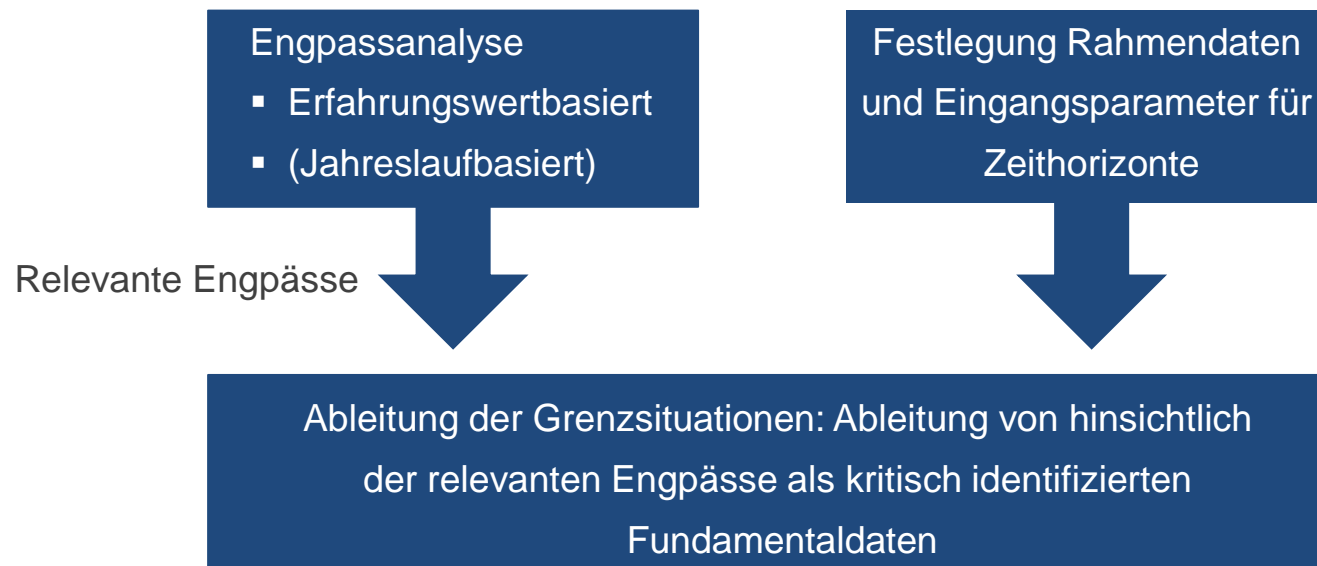 Engpassanalyse
▪ Erfahrungswertbasiert
▪ (Jahreslaufbasiert)
Festlegung Rahmendaten
und Eingangsparameter für
Zeithorizonte
Relevante Engpässe
Ableitung der Grenzsituationen: Ableitung von hinsichtlich
der relevanten Engpässe als kritisch identifizierten
Fundamentaldaten